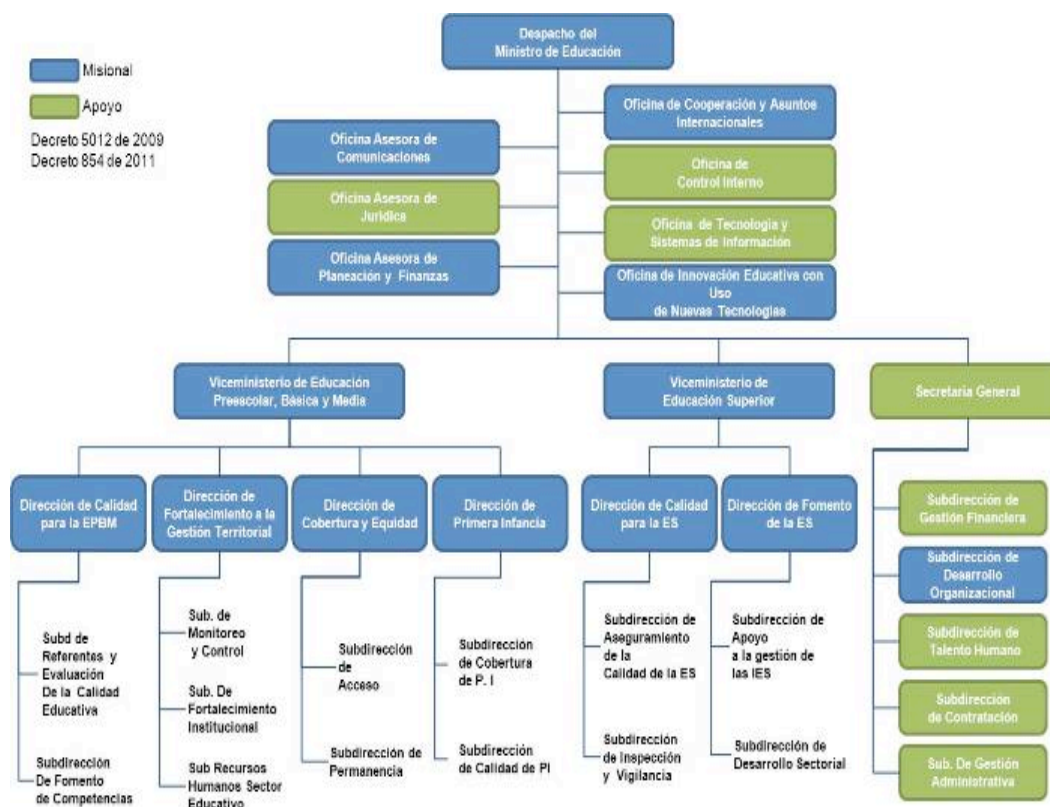 Despacho del
Ministro de Educación
Misional
Apoyo
Decreto 5012 de 2009
Decreto 854 de 2011
Oficina de Cooperación y Asuntos
Internacionales
Oficina Asesora de
Comunicaciones
Oficina de
Control Interno
Oficina Asesora de
Juridica
Oficina de Tecnologia y
Sistemas de Información
Oficina Asesora de
Planeación y Finanzas
Oficina de Innovación Educativa con
Uso
de Nuevas Tecnologias
Viceministerio de Educación
Preescolar, Básica y Media
Viceministerio de
Educación Superior
Secretaria General
Dirección de Calidad
para la EPBM
Dirección de
Fortalecimiento a la
Gestión Territorial
Dirección de
Cobertura y Equidad
Dirección de
Primera Infancia
Dirección de Calidad
para la ES
Dirección de Fomento
de la ES
Subdirección de
Gestión Financiera
Subdirección de
Desarrollo
Organizacional
Subdirección de
Talento Humano
Subdirección
de Contratación
Sub. De Gestión
Administrativa
Subd de
Referentes y
Evaluación
De la Calidad
Educativa
Subdirección
De Fomento
de Competencias
Sub. de
Monitoreo
y Control
Sub. De
Fortalecimiento
Institucional
Sub Recursos
Humanos Sector
Educativo
Subdirección
de
Acceso
Subdirección de
Permanencia
Subdirección
de Cobertura
de P. I
Subdirección
de Calidad de PI
Subdirección de
Aseguramiento
de la
Calidad de la ES
Subdirección
de Inspección
y Vigilancia
Subdirección de
Apoyo
a la gestión de
las IES
Subdirección de
Desarrollo Sectorial